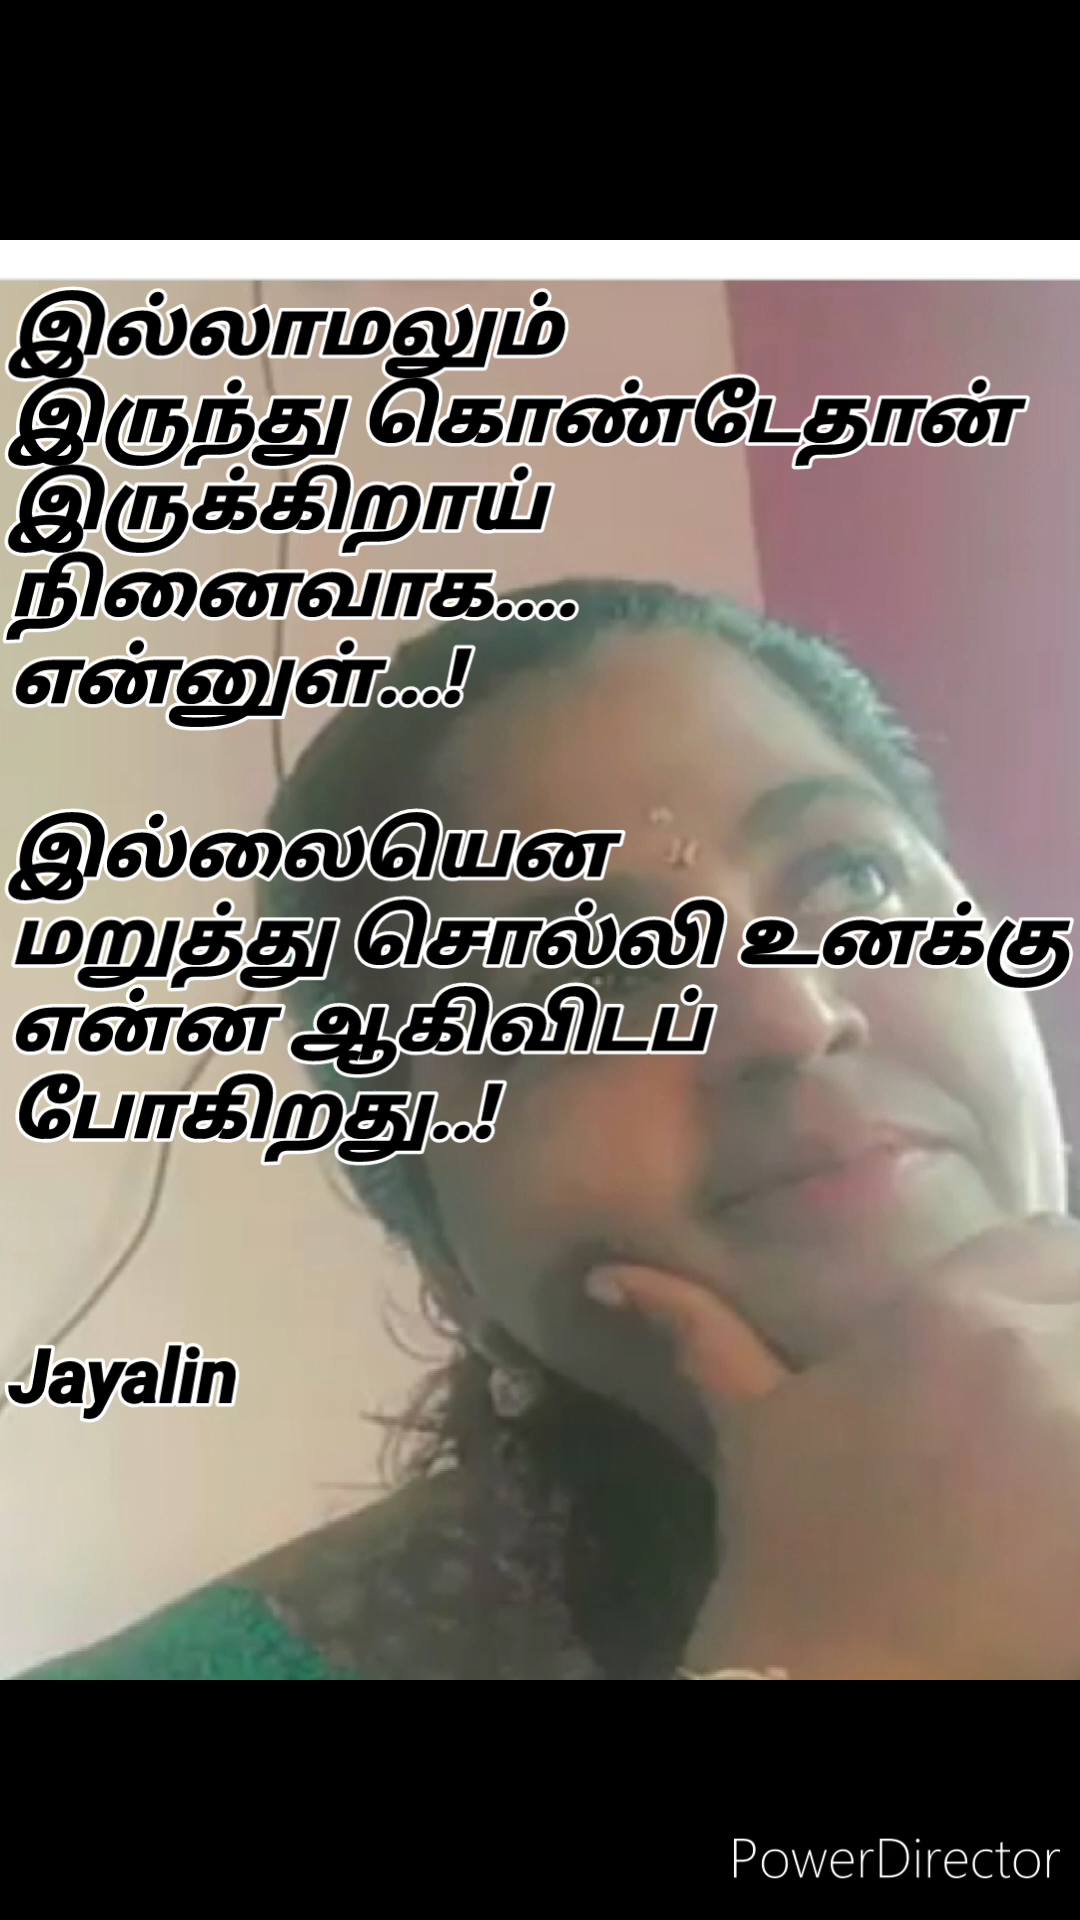 இல்லாமலும்
இருந்து கொண்டேதான்
இருக்கிறாய்
நினைவாக....
என்னுள்...!
இல்லையென
மறுத்து சொல்லி உனக்கு
என்ன ஆகிவிடப்
போகிறது..!
Jayalin
PowerDirector